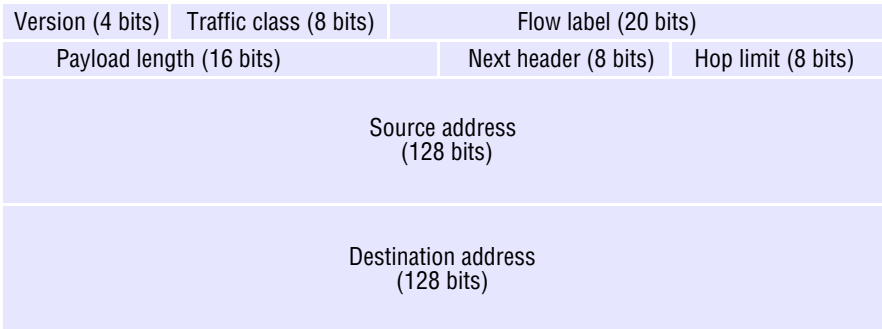 Version (4 bits) Traffic class (8 bits) Flow label (20 bits)
Payload length (16 bits) Next header (8 bits) Hop limit (8 bits)
Source address
(128 bits)
Destination address
(128 bits)